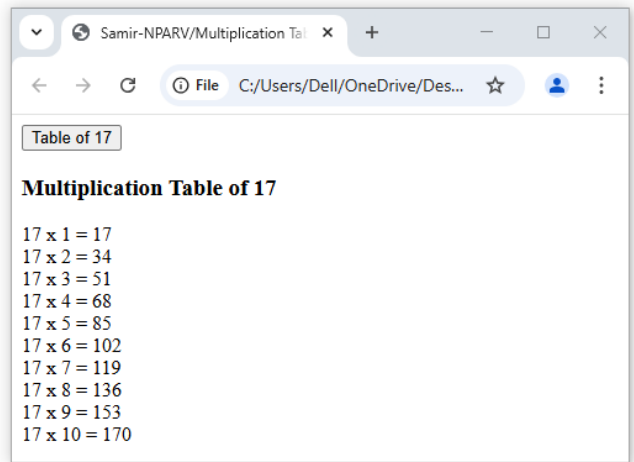 Samir-NPARV/Multiplication Tal
File C:/Users/Dell/OneDrive/Des...
Table of 17
Multiplication Table of 17
17 x 1 = 17
17 x 2 = 34
17 x 3 = 51
17 x 4 = 68
17 x 5 = 85
17 x 6 = 102
17 x 7 = 119
17 x 8 = 136
17 x 9 = 153
17 x 10 = 170